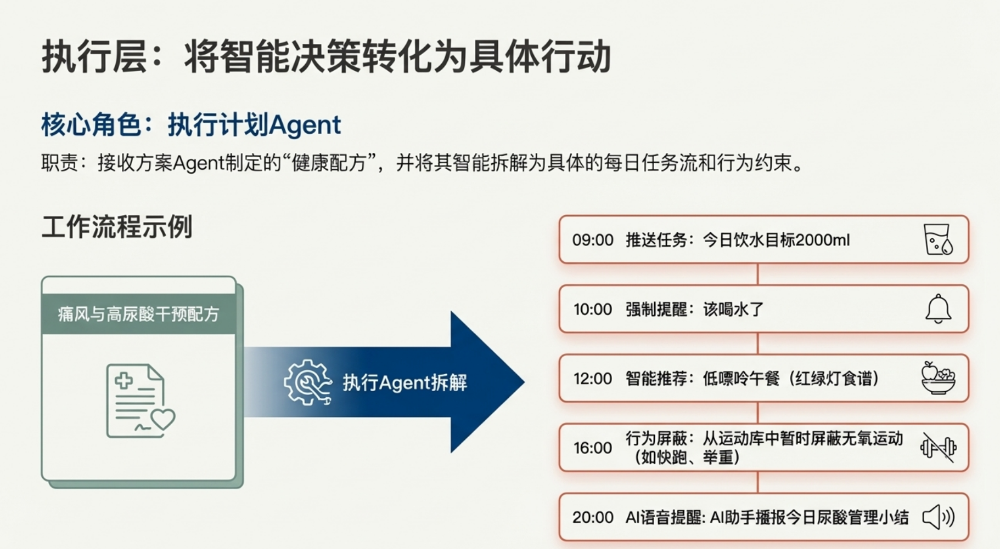 执行层：将智能决策转化为具体行动
核心角色：执行计划Agent
职责：接收方案Agent制定的“健康配方”，并将其智能拆解为具体的每日任务流和行为约束。
工作流程示例
痛风与高尿酸干预配方
执行Agent拆解
09:00 推送任务：今日饮水目标2000ml
10:00 强制提醒：该喝水了
12:00 智能推荐：低嘌呤午餐（红绿灯食谱）
16:00 行为屏蔽：从运动库中暂时屏蔽无氧运动
（如快跑、举重）
20:00 AI语音提醒: AI助手播报今日尿酸管理小结